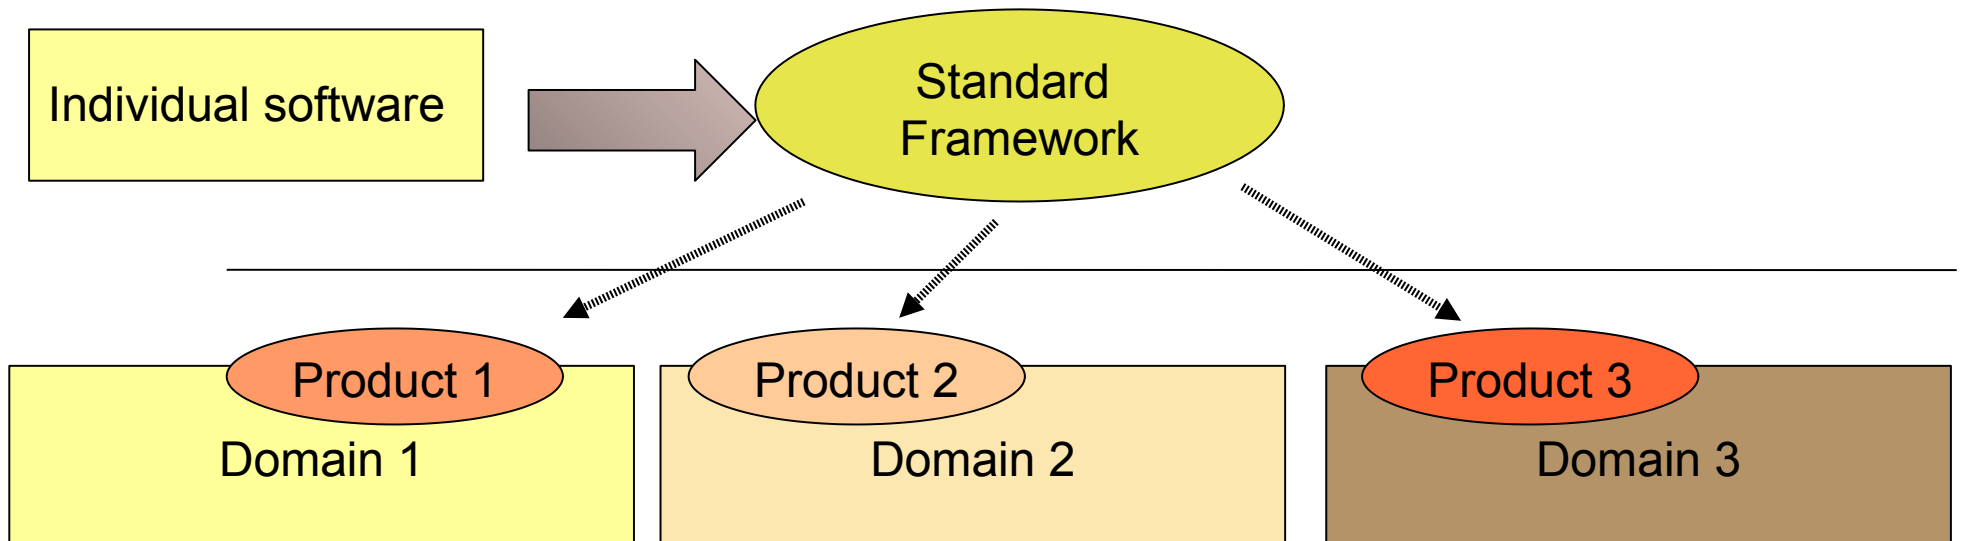 Individual software
Standard
Framework
Product 1
Product 2
Product 3
Domain 1
Domain 2
Domain 3